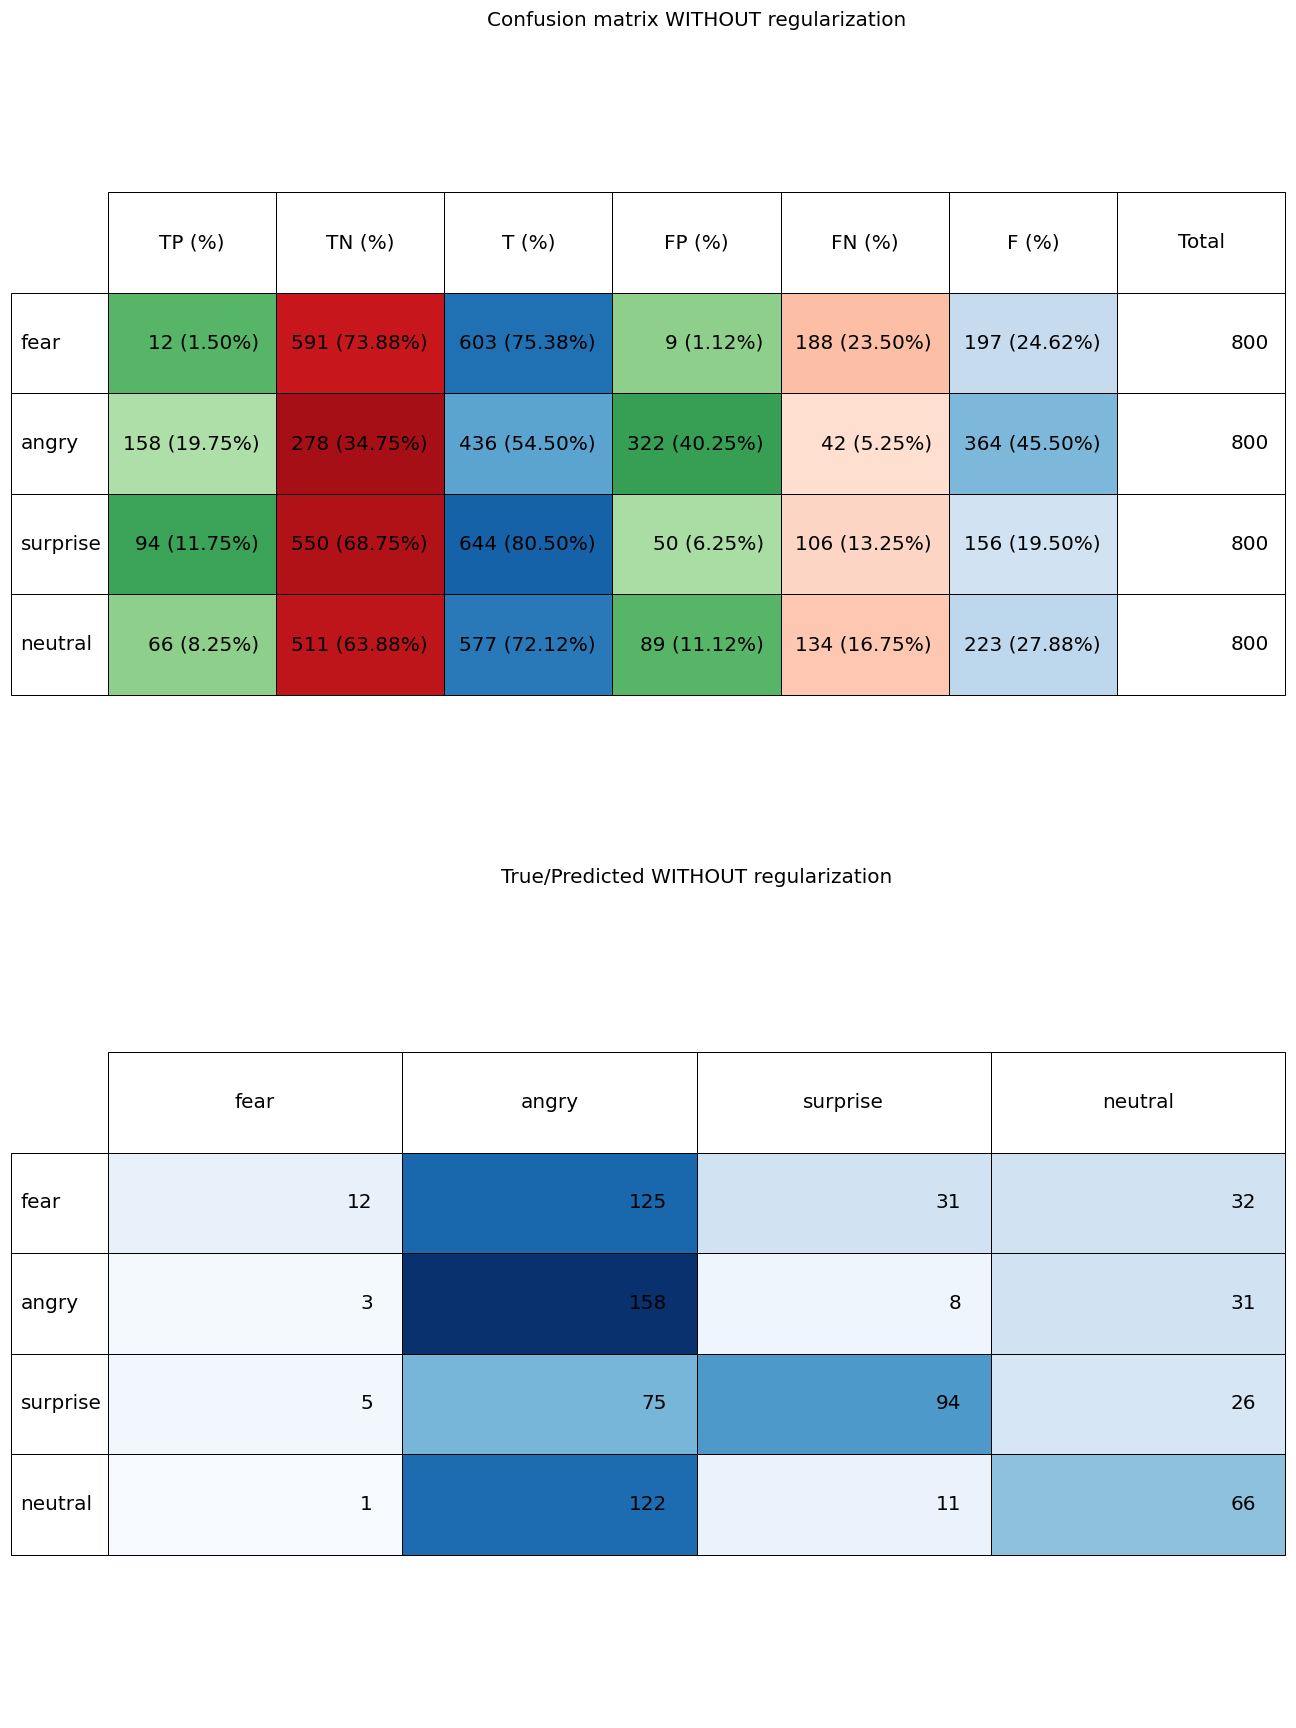 Confusion matrix WITHOUT regularization
TP (%) TN (%) T (%) FP (%) FN (%) F (%) Total
fear 12 (1.50%) 591 (73.88%) 603 (75.38%) 9 (1.12%) 188 (23.50%) 197 (24.62%) 800
angry 158 (19.75%) 278 (34.75%) 436 (54.50%) 322 (40.25%) 42 (5.25%) 364 (45.50%) 800
surprise 94 (11.75%) 550 (68.75%) 644 (80.50%) 50 (6.25%) 106 (13.25%) 156 (19.50%) 800
neutral 66 (8.25%) 511 (63.88%) 577 (72.12%) 89 (11.12%) 134 (16.75%) 223 (27.88%) 800
True/Predicted WITHOUT regularization
fear angry surprise neutral
fear 12 125 31 32
angry 3 158 8 31
surprise 5 75 94 26
neutral 1 122 11 66